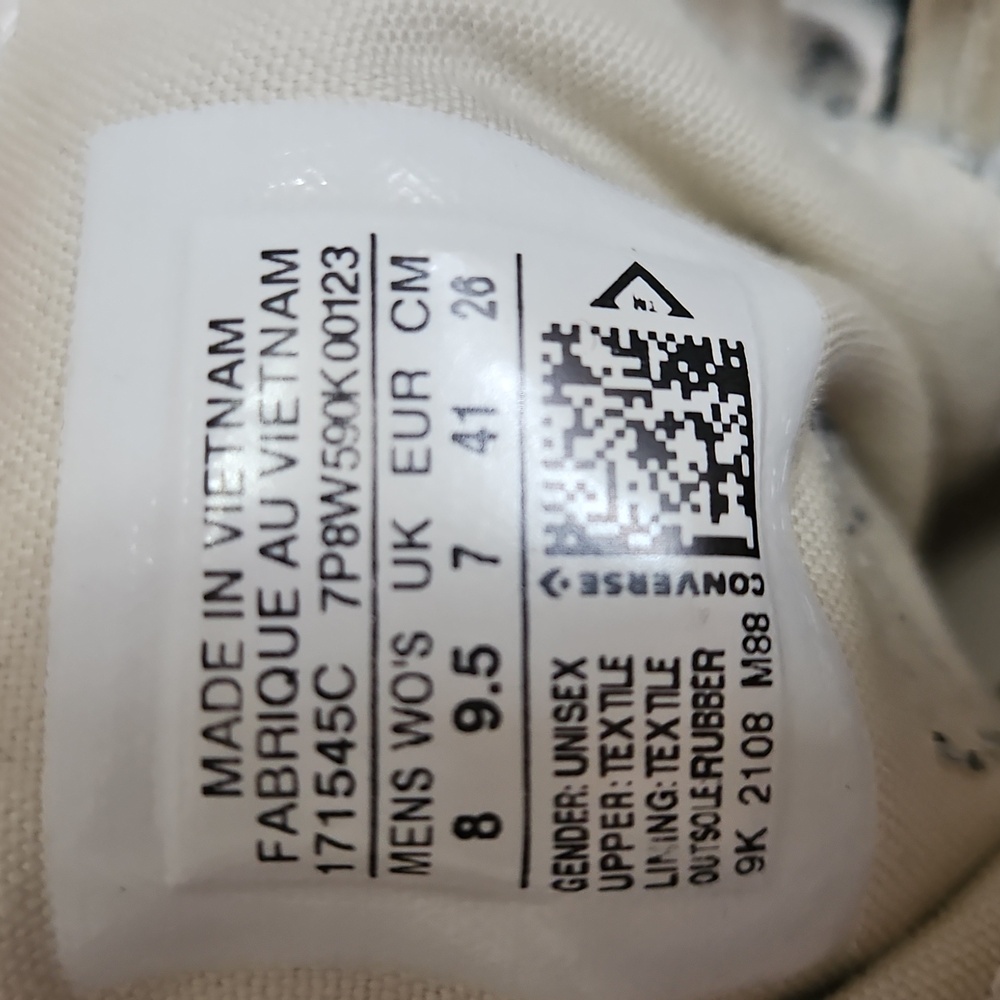 MADE IN VIETNAM
FABRIQUE AU VIETNAM
171545C 7P8W590K00123
MENS WO'S UK EUR CM
8 9.5 7 41 26
GENDER: UNISEX
UPPER: TEXTILE
LINING: TEXTILE
OUTSOLE:RUBBER
9K 2108 M88
CONVERSE